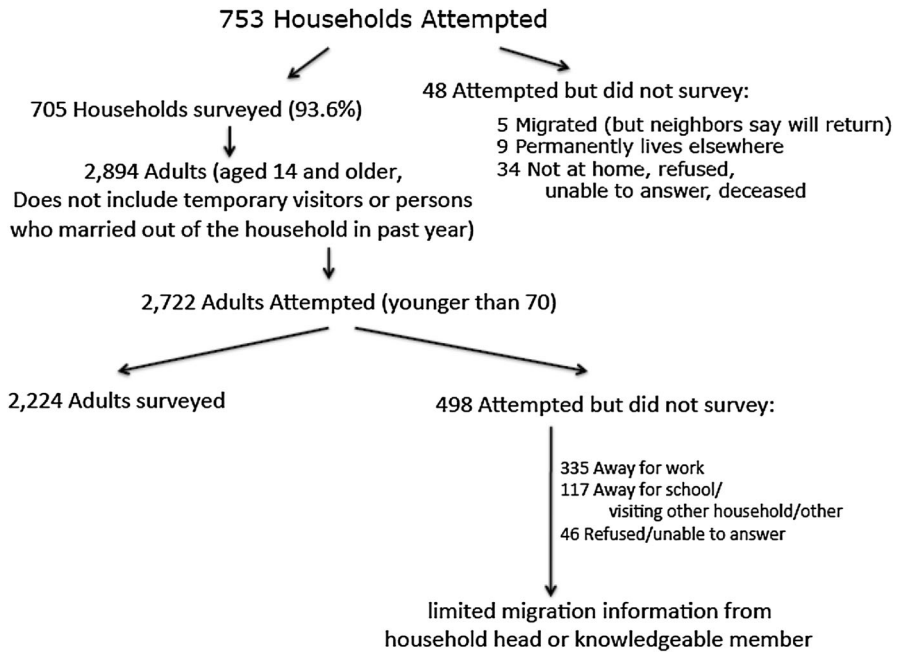 753 Households Attempted
705 Households surveyed (93.6%)
48 Attempted but did not survey:
5 Migrated (but neighbors say will return)
9 Permanently lives elsewhere
34 Not at home, refused,
unable to answer, deceased
2,894 Adults (aged 14 and older,
Does not include temporary visitors or persons
who married out of the household in past year)
2,722 Adults Attempted (younger than 70)
2,224 Adults surveyed
498 Attempted but did not survey:
335 Away for work
117 Away for school/
visiting other household/other
46 Refused/unable to answer
limited migration information from
household head or knowledgeable member